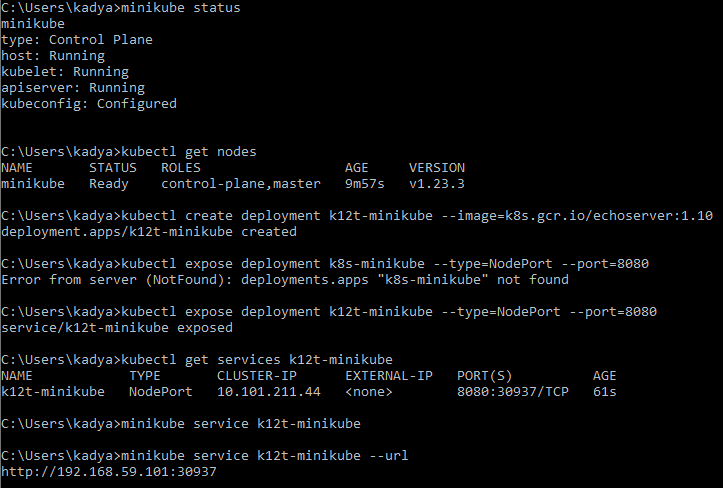 C:\Users\kadya>minikube status
minikube
type: Control Plane
host: Running
kubelet: Running
apiserver: Running
kubeconfig: Configured
C:\Users\kadya>kubectl get nodes
NAME       STATUS   ROLES                  AGE     VERSION
minikube   Ready    control-plane,master   9m57s   v1.23.3
C:\Users\kadya>kubectl create deployment k12t-minikube --image=k8s.gcr.io/echoserver:1.10
deployment.apps/k12t-minikube created
C:\Users\kadya>kubectl expose deployment k8s-minikube --type=NodePort --port=8080
Error from server (NotFound): deployments.apps "k8s-minikube" not found
C:\Users\kadya>kubectl expose deployment k12t-minikube --type=NodePort --port=8080
service/k12t-minikube exposed
C:\Users\kadya>kubectl get services k12t-minikube
NAME            TYPE       CLUSTER-IP      EXTERNAL-IP   PORT(S)          AGE
k12t-minikube   NodePort   10.101.211.44   <none>        8080:30937/TCP   61s
C:\Users\kadya>minikube service k12t-minikube
C:\Users\kadya>minikube service k12t-minikube --url
http://192.168.59.101:30937